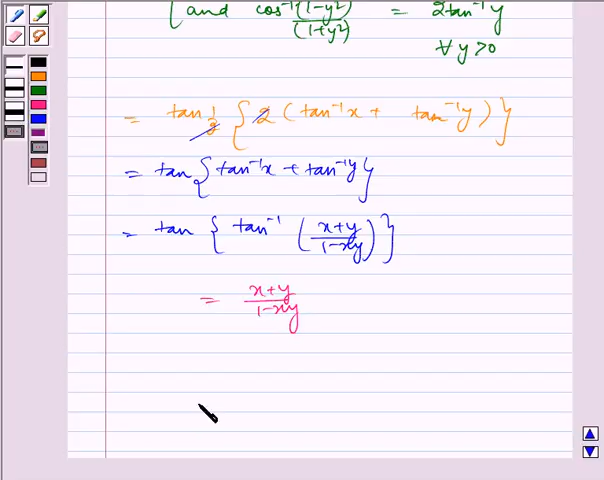 [and cos⁻¹ (1-y²)/(1+y²) = 2tan⁻¹y
∀ y>0
= tan 1/2 { 2 (tan⁻¹x + tan⁻¹y) }
= tan { tan⁻¹x + tan⁻¹y }
= tan { tan⁻¹ ( x+y/1-xy ) }
= x+y/1-xy